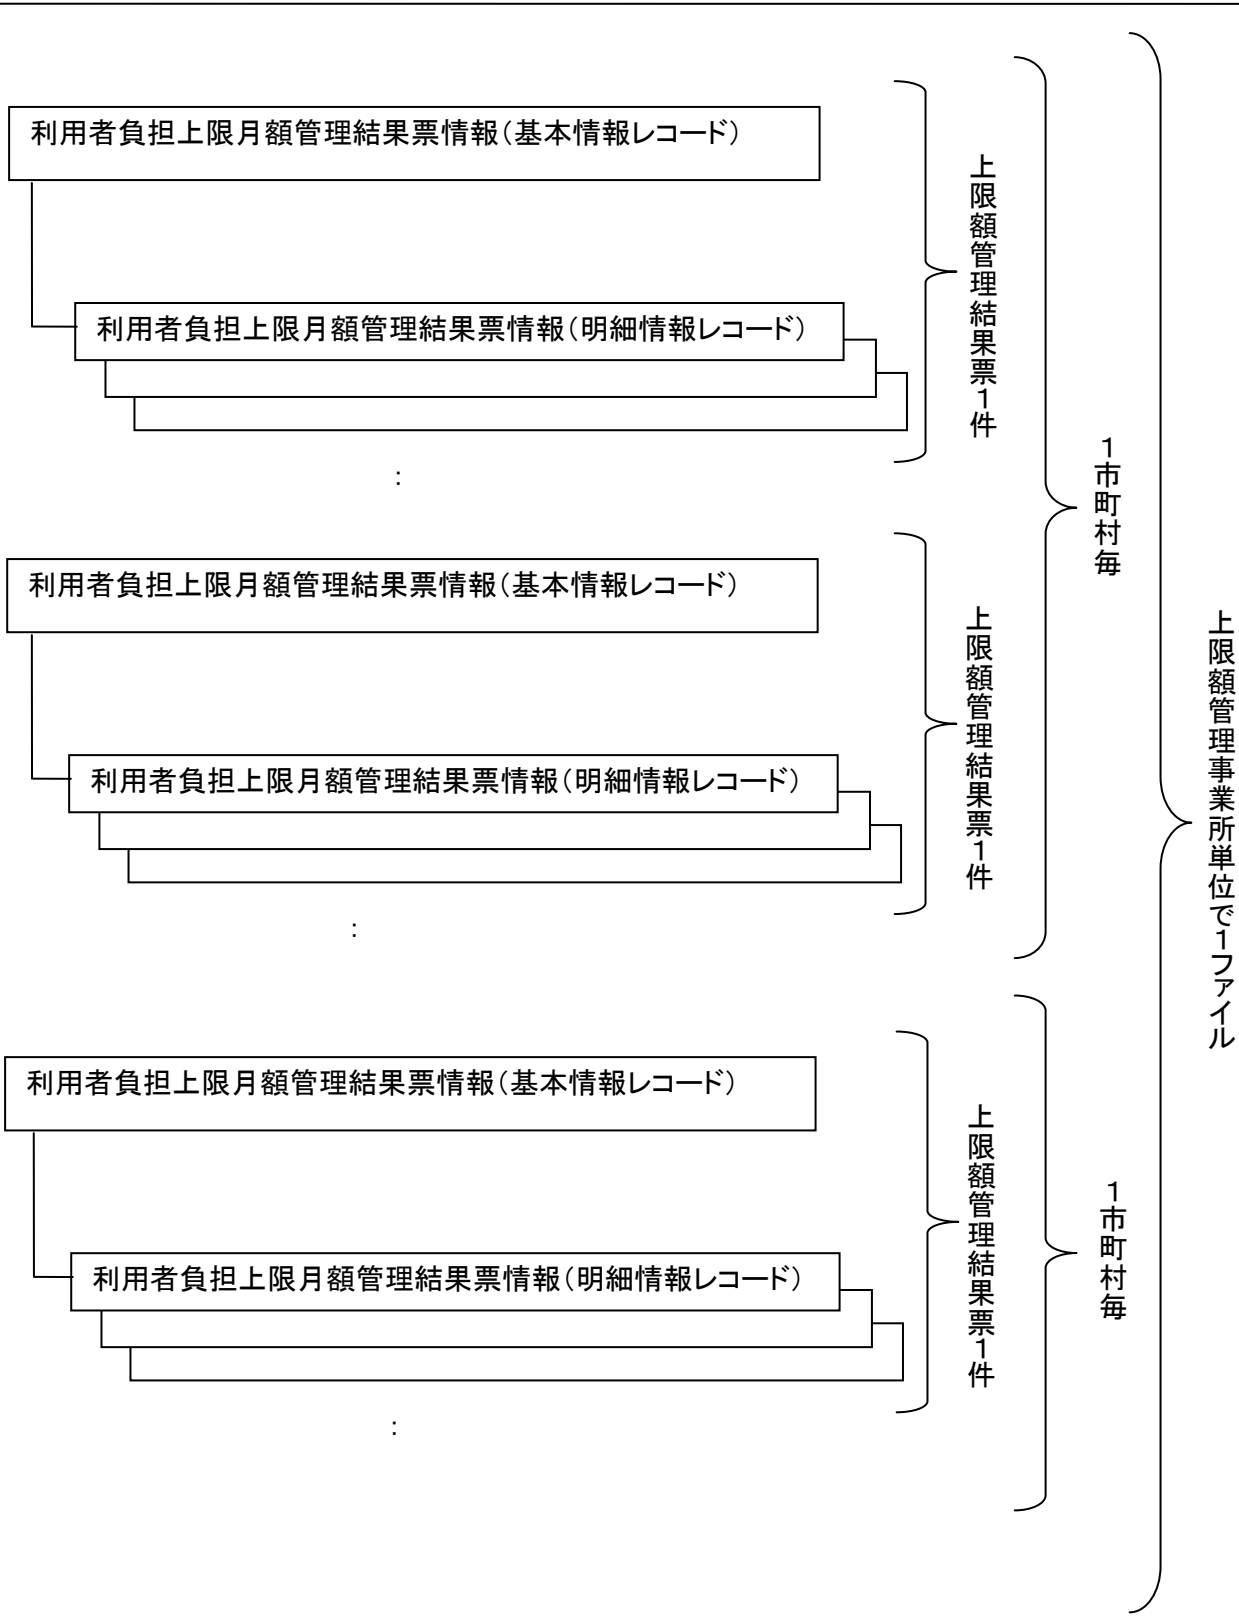 利用者負担上限月額管理結果票情報（基本情報レコード）
利用者負担上限月額管理結果票情報（明細情報レコード）
：
上限額管理結果票１件
利用者負担上限月額管理結果票情報（基本情報レコード）
利用者負担上限月額管理結果票情報（明細情報レコード）
：
上限額管理結果票１件
１市町村毎
利用者負担上限月額管理結果票情報（基本情報レコード）
利用者負担上限月額管理結果票情報（明細情報レコード）
：
上限額管理結果票１件
１市町村毎
上限額管理事業所単位で１ファイル